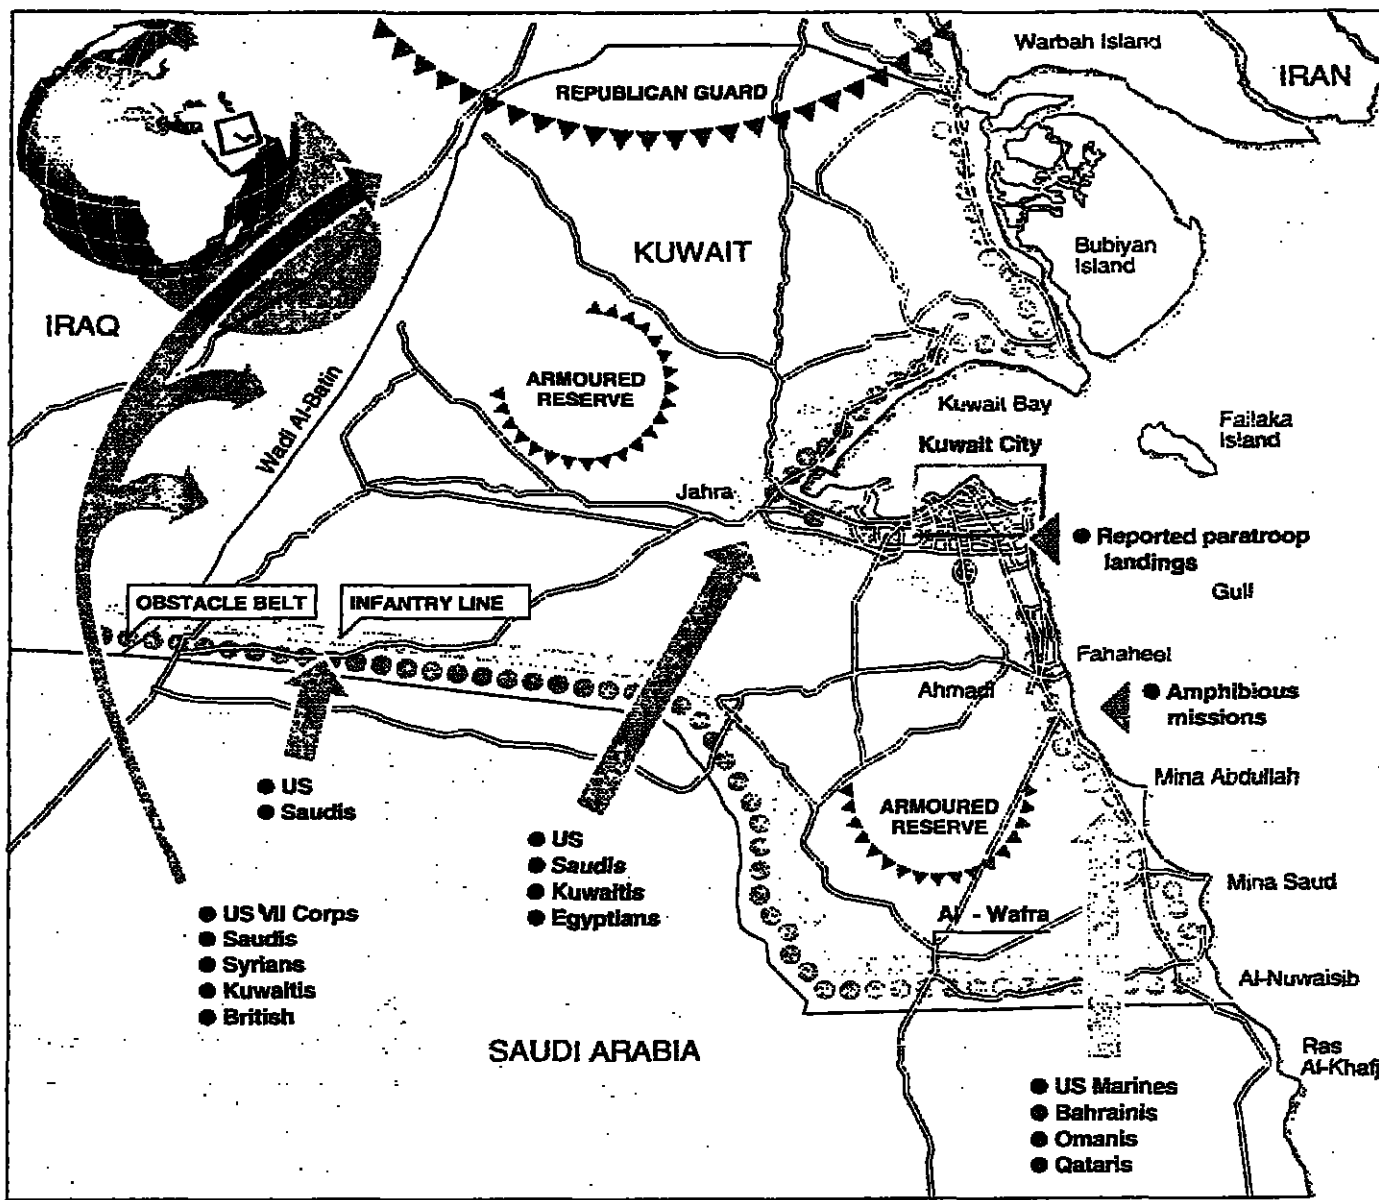 Warbah Island
IRAN
REPUBLICAN GUARD
KUWAIT
Bubiyan
Island
IRAQ
ARMOURED
RESERVE
Wadi Al-Batin
Kuwait Bay
Failaka
Island
Kuwait City
Jahra
● Reported paratroop
landings
Gulf
OBSTACLE BELT
INFANTRY LINE
Fahaheel
Ahmadi
● Amphibious
missions
Mina Abdullah
● US
● Saudis
ARMOURED
RESERVE
● US
● Saudis
● Kuwaitis
● Egyptians
Mina Saud
● US VII Corps
● Saudis
● Syrians
● Kuwaitis
● British
Al - Wafra
Al-Nuwaisib
SAUDI ARABIA
Ras
Al-Khafj
● US Marines
● Bahrainis
● Omanis
● Qataris